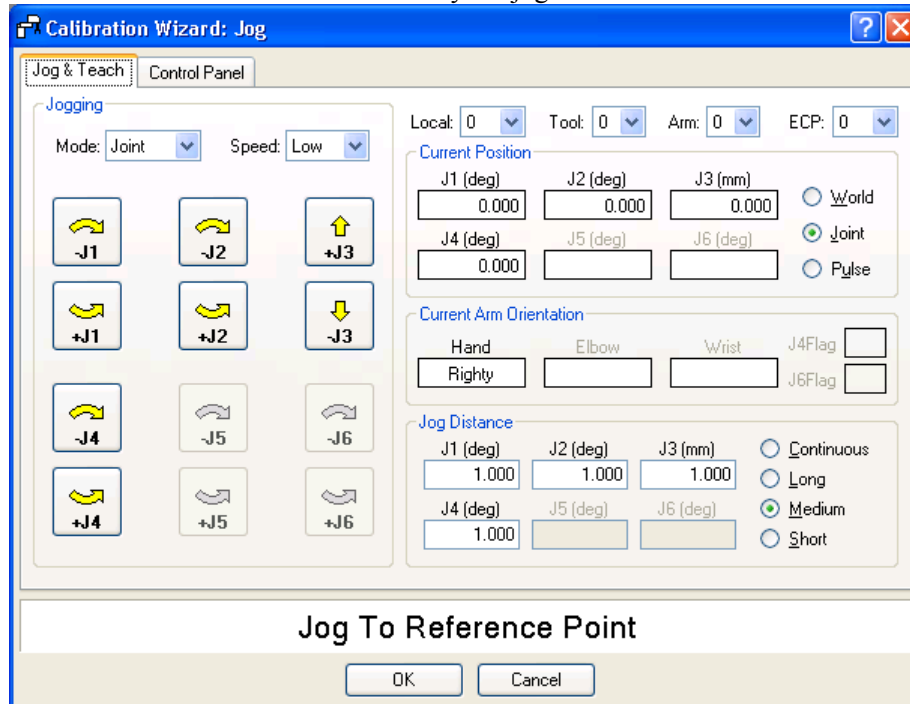 Calibration Wizard: Jog
Jog & Teach Control Panel
Jogging
Mode: Joint Speed: Low
-J1 -J2 +J3
+J1 +J2 -J3
-J4 -J5 -J6
+J4 +J5 +J6
Local: 0 Tool: 0 Arm: 0 ECP: 0
Current Position
J1 (deg) J2 (deg) J3 (mm)
0.000 0.000 0.000
J4 (deg) J5 (deg) J6 (deg)
0.000
World
Joint
Pulse
Current Arm Orientation
Hand Elbow Wrist
Righty
J4Flag
J6Flag
Jog Distance
J1 (deg) J2 (deg) J3 (mm)
1.000 1.000 1.000
J4 (deg) J5 (deg) J6 (deg)
1.000
Continuous
Long
Medium
Short
Jog To Reference Point
OK Cancel